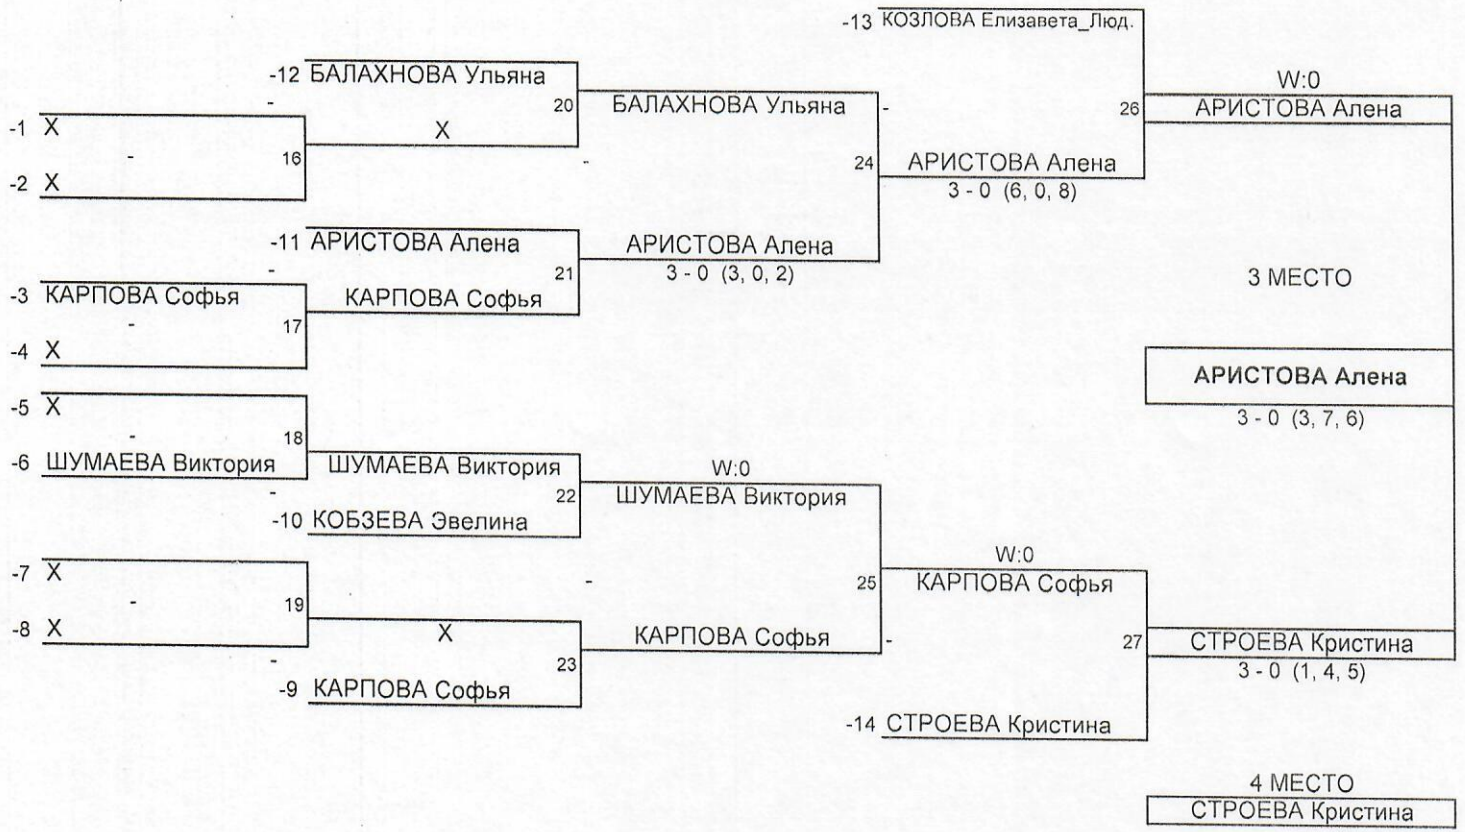 -13 КОЗЛОВА Елизавета_Люд.
-12 БАЛАХНОВА Ульяна
W:0
-
20
БАЛАХНОВА Ульяна
-
26
АРИСТОВА Алена
-1 X
X
-
16
-
24
АРИСТОВА Алена
-2 X
3 - 0 (6, 0, 8)
-11 АРИСТОВА Алена
АРИСТОВА Алена
-
21
3 - 0 (3, 0, 2)
3 МЕСТО
-3 КАРПОВА Софья
КАРПОВА Софья
-
17
-4 X
АРИСТОВА Алена
-5 X
3 - 0 (3, 7, 6)
-
18
-6 ШУМАЕВА Виктория
ШУМАЕВА Виктория
W:0
-
22
ШУМАЕВА Виктория
-10 КОБЗЕВА Эвелина
W:0
-7 X
-
25
КАРПОВА Софья
-
19
-8 X
X
КАРПОВА Софья
-
27
СТРОЕВА Кристина
-
23
3 - 0 (1, 4, 5)
-9 КАРПОВА Софья
-14 СТРОЕВА Кристина
4 МЕСТО
СТРОЕВА Кристина